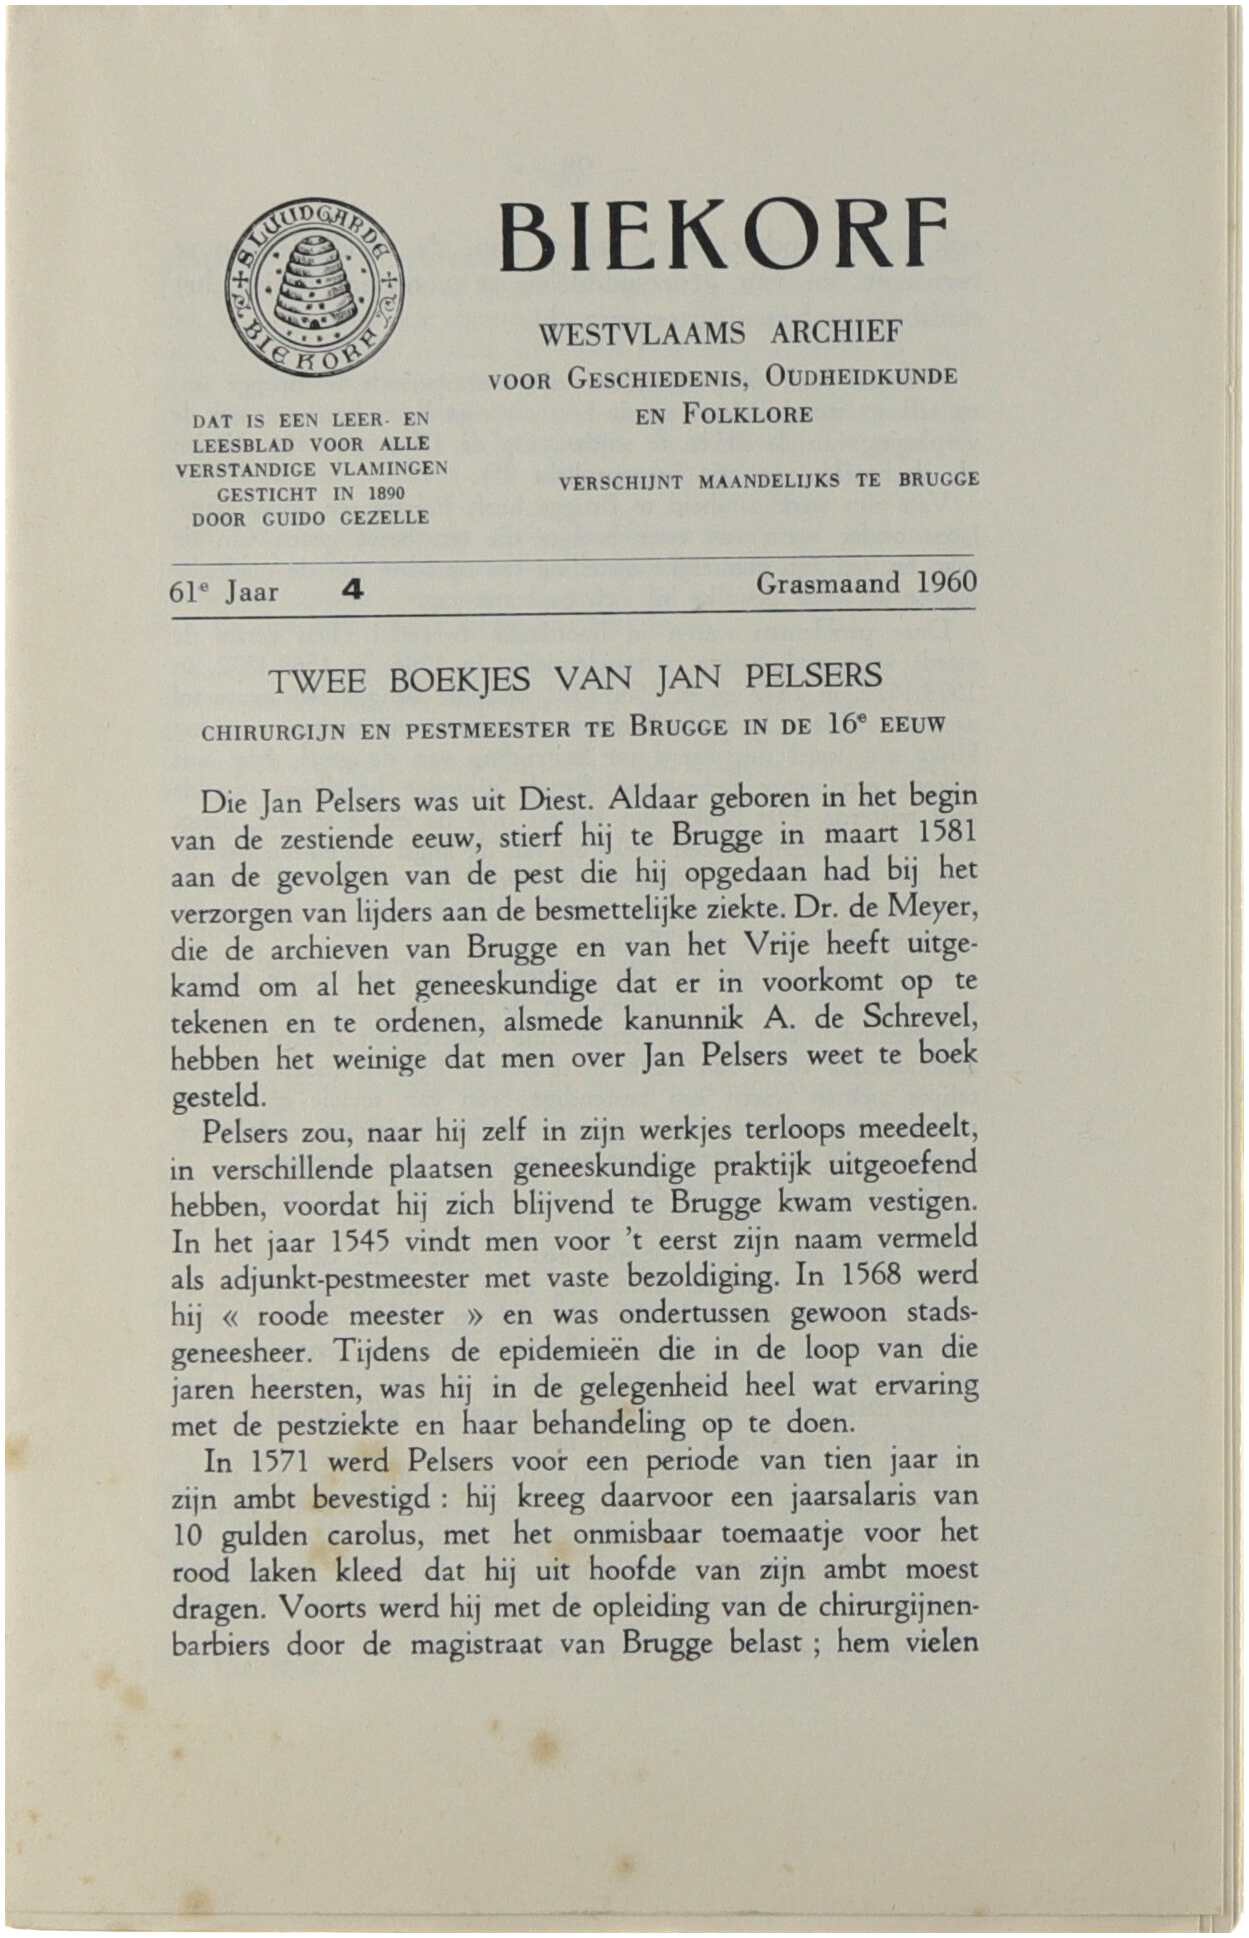 S. LUUDGARDE
BIEKORF
DAT IS EEN LEER- EN
LEESBLAD VOOR ALLE
VERSTANDIGE VLAMINGEN
GESTICHT IN 1890
DOOR GUIDO GEZELLE
BIEKORF
WESTVLAAMS ARCHIEF
VOOR GESCHIEDENIS, OUDHEIDKUNDE
EN FOLKLORE
VERSCHIJNT MAANDELIJKS TE BRUGGE
61e Jaar 4 Grasmaand 1960
TWEE BOEKJES VAN JAN PELSERS
CHIRURGIJN EN PESTMEESTER TE BRUGGE IN DE 16e EEUW
Die Jan Pelsers was uit Diest. Aldaar geboren in het begin
van de zestiende eeuw, stierf hij te Brugge in maart 1581
aan de gevolgen van de pest die hij opgedaan had bij het
verzorgen van lijders aan de besmettelijke ziekte. Dr. de Meyer,
die de archieven van Brugge en van het Vrije heeft uitge-
kamd om al het geneeskundige dat er in voorkomt op te
tekenen en te ordenen, alsmede kanunnik A. de Schrevel,
hebben het weinige dat men over Jan Pelsers weet te boek
gesteld.
Pelsers zou, naar hij zelf in zijn werkjes terloops meedeelt,
in verschillende plaatsen geneeskundige praktijk uitgeoefend
hebben, voordat hij zich blijvend te Brugge kwam vestigen.
In het jaar 1545 vindt men voor 't eerst zijn naam vermeld
als adjunkt-pestmeester met vaste bezoldiging. In 1568 werd
hij « roode meester » en was ondertussen gewoon stads-
geneesheer. Tijdens de epidemieën die in de loop van die
jaren heersten, was hij in de gelegenheid heel wat ervaring
met de pestziekte en haar behandeling op te doen.
In 1571 werd Pelsers voor een periode van tien jaar in
zijn ambt bevestigd : hij kreeg daarvoor een jaarsalaris van
10 gulden carolus, met het onmisbaar toemaatje voor het
rood laken kleed dat hij uit hoofde van zijn ambt moest
dragen. Voorts werd hij met de opleiding van de chirurgijnen-
barbiers door de magistraat van Brugge belast ; hem vielen